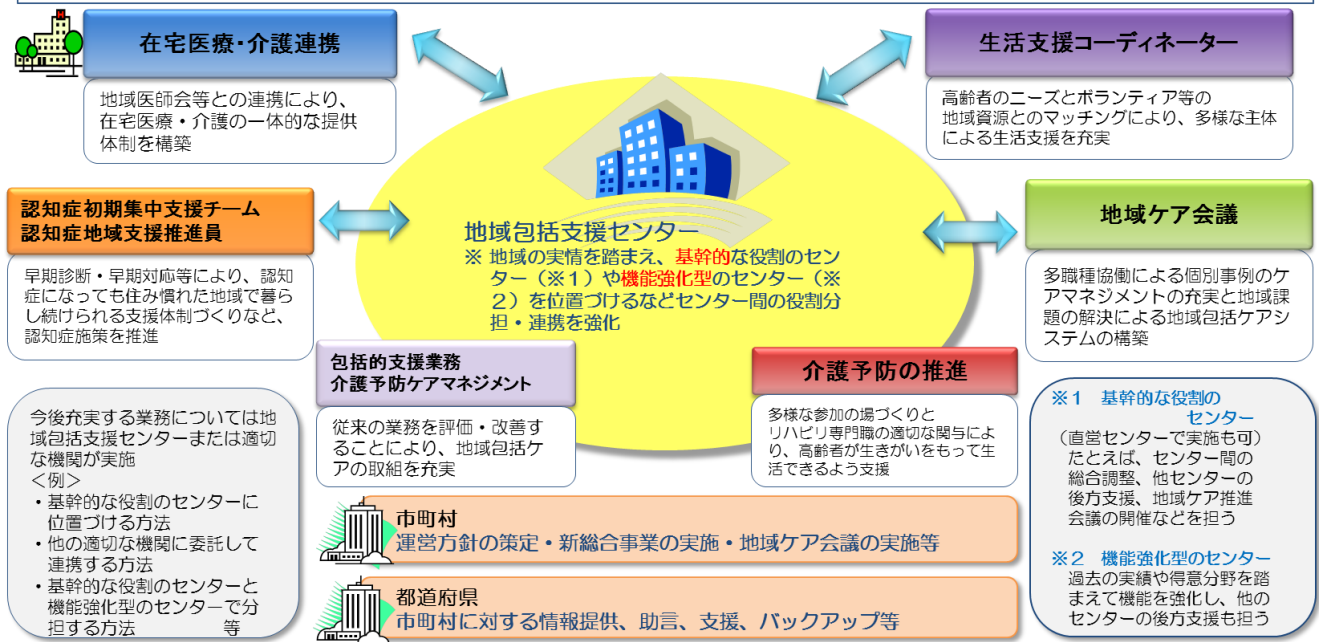 在宅医療・介護連携
地域医師会等との連携により、
在宅医療・介護の一体的な提供
体制を構築
生活支援コーディネーター
高齢者のニーズとボランティア等の
地域資源とのマッチングにより、多様な主体
による生活支援を充実
認知症初期集中支援チーム
認知症地域支援推進員
早期診断・早期対応等により、認知
症になっても住み慣れた地域で暮ら
し続けられる支援体制づくりなど、
認知症施策を推進
地域包括支援センター
※ 地域の実情を踏まえ、基幹的な役割のセン
ター（※１）や機能強化型のセンター（※
２）を位置づけるなどセンター間の役割分
担・連携を強化
地域ケア会議
多職種協働による個別事例のケ
アマネジメントの充実と地域課
題の解決による地域包括ケアシ
ステムの構築
包括的支援業務
介護予防ケアマネジメント
従来の業務を評価・改善す
ることにより、地域包括ケ
アの取組を充実
介護予防の推進
多様な参加の場づくりと
リハビリ専門職の適切な関与によ
り、高齢者が生きがいをもって生
活できるよう支援
今後充実する業務については地
域包括支援センターまたは適切
な機関が実施
＜例＞
・基幹的な役割のセンターに
位置づける方法
・他の適切な機関に委託して
連携する方法
・基幹的な役割のセンターと
機能強化型のセンターで分
担する方法 等
※１ 基幹的な役割の
センター
（直営センターで実施も可）
たとえば、センター間の
総合調整、他センターの
後方支援、地域ケア推進
会議の開催などを担う
※２ 機能強化型のセンター
過去の実績や得意分野を踏
まえて機能を強化し、他の
センターの後方支援も担う
市町村
運営方針の策定・新総合事業の実施・地域ケア会議の実施等
都道府県
市町村に対する情報提供、助言、支援、バックアップ等